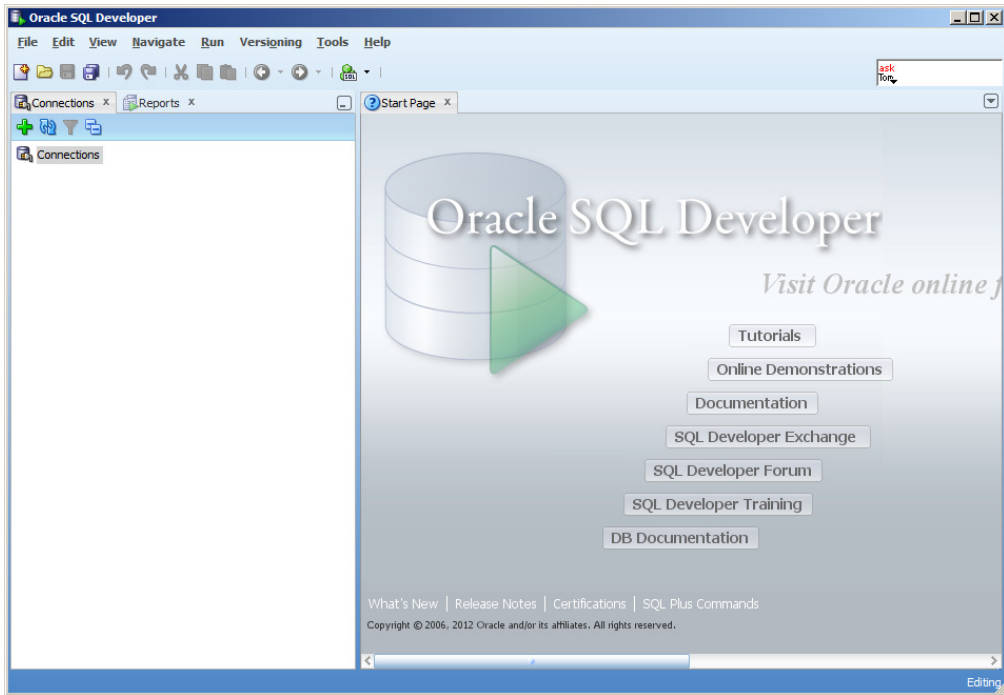 Oracle SQL Developer
File Edit View Navigate Run Versioning Tools Help
SQL
ask
Tom
Connections x Reports x
? Start Page x
Connections
Oracle SQL Developer
Visit Oracle online f
Tutorials
Online Demonstrations
Documentation
SQL Developer Exchange
SQL Developer Forum
SQL Developer Training
DB Documentation
What's New | Release Notes | Certifications | SQL Plus Commands
Copyright © 2006, 2012 Oracle and/or its affiliates. All rights reserved.
Editing